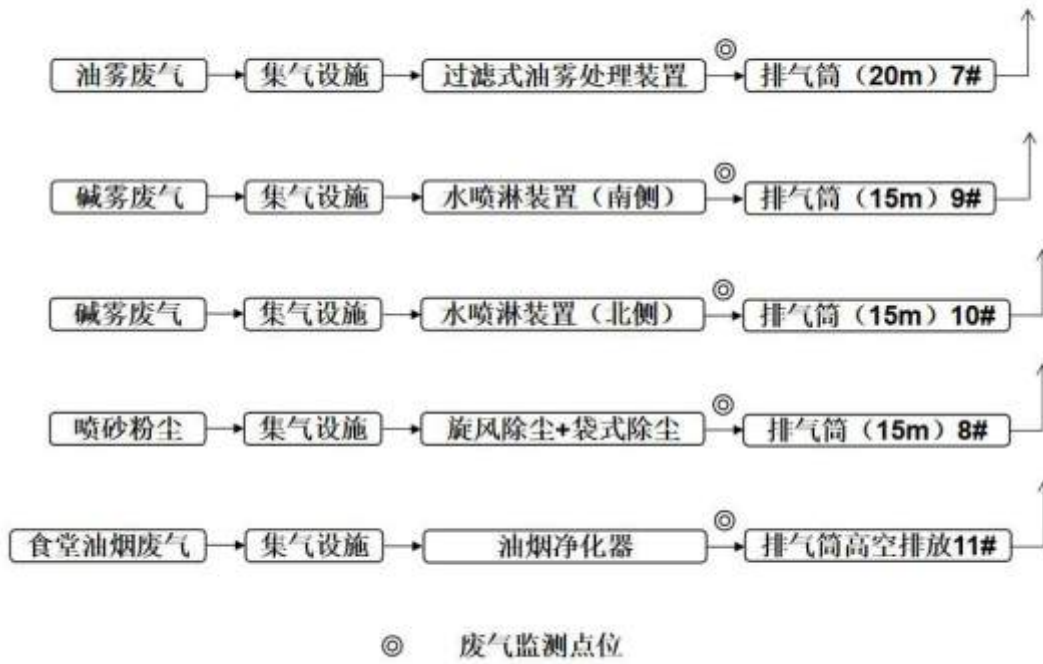 油雾废气 集气设施 过滤式油雾处理装置 排气筒（20m）7#
碱雾废气 集气设施 水喷淋装置（南侧） 排气筒（15m）9#
碱雾废气 集气设施 水喷淋装置（北侧） 排气筒（15m）10#
喷砂粉尘 集气设施 旋风除尘+袋式除尘 排气筒（15m）8#
食堂油烟废气 集气设施 油烟净化器 排气筒高空排放11#
◎ 废气监测点位